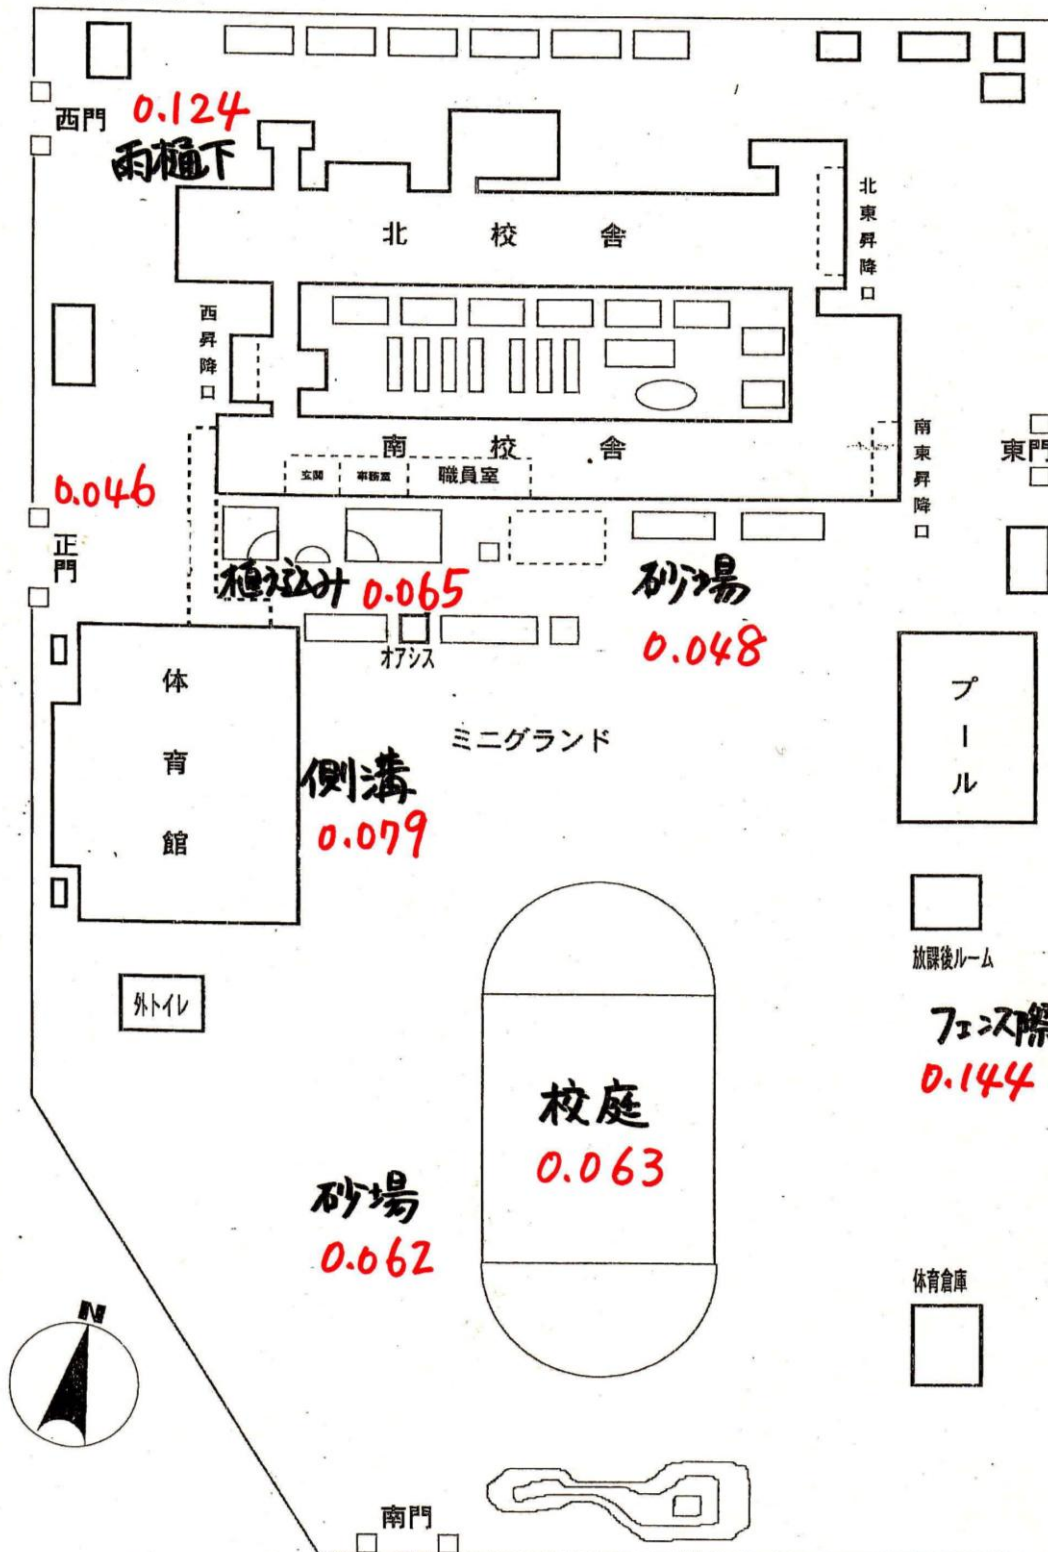 西門
0.124
雨樋下
北校舎
北東昇降口
西昇降口
南校舎
玄関
事務室
職員室
南東昇降口
東門
0.046
正門
植え込み 0.065
砂場
0.048
オアシス
体育館
ミニグランド
プール
側溝
0.079
放課後ルーム
外トイレ
フェンス際
0.144
校庭
0.063
砂場
0.062
体育倉庫
N
南門